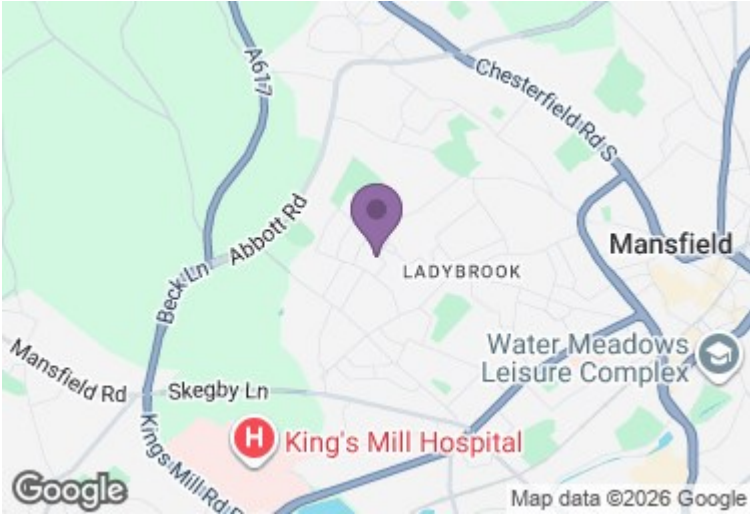 A617
Chesterfield Rd S
Abbott Rd
Mansfield
LADYBROOK
Beck Ln
Water Meadows
Leisure Complex
Mansfield Rd
Skegby Ln
H
King's Mill Hospital
Kings Mill Rd E
Google
Map data ©2026 Google